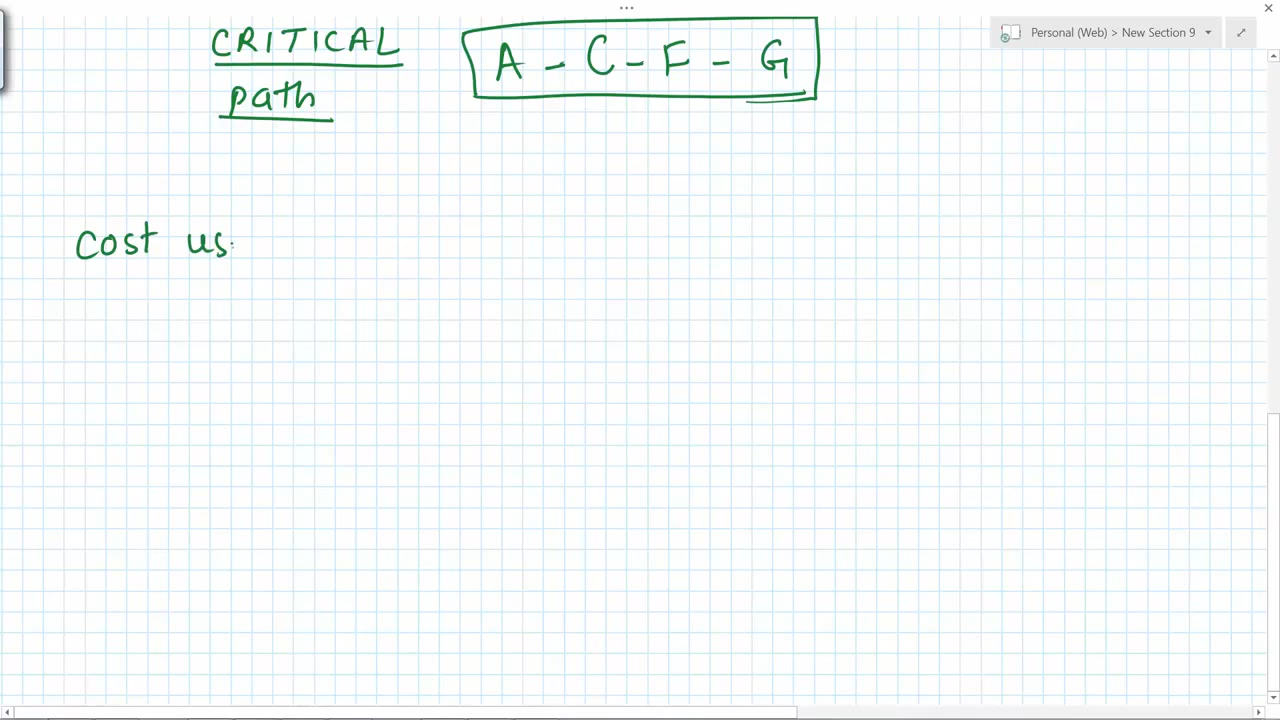 CRITICAL A - C - F - G
path
Personal (Web) > New Section 9
Cost us